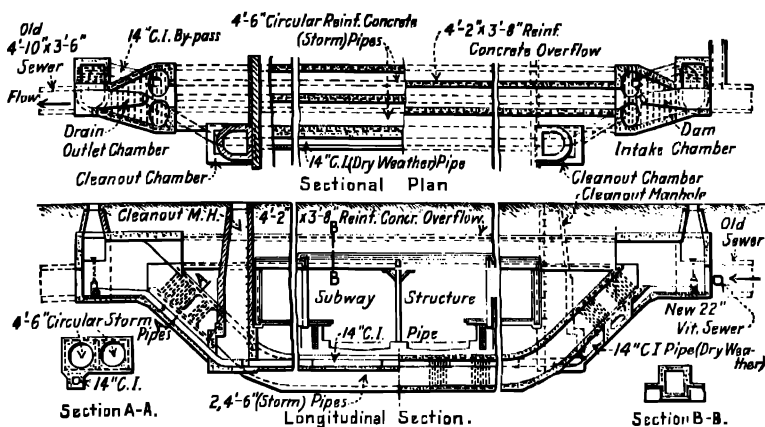 Old
4'-10"x3'-6"
Sewer
Flow
14" C.I. By-pass
4'-6" Circular Reinf. Concrete
(Storm) Pipes
4'-2"x3'-8" Reinf.
Concrete Overflow
Drain
Outlet Chamber
Cleanout Chamber
14" C.I. (Dry Weather) Pipe
Sectional Plan
Dam
Intake Chamber
Cleanout Chamber
Cleanout Manhole
Cleanout M.H.
4'-2" x3'-8" Reinf. Concr. Overflow
B
B
Old
Sewer
A
A
Subway Structure
14" C.I. Pipe
New 22"
Vit. Sewer
4'-6" Circular Storm
Pipes
14" C.I. Pipe (Dry Weather)
14" C.I.
Section A-A.
2, 4'-6" (Storm) Pipes
Longitudinal Section.
Section B-B.